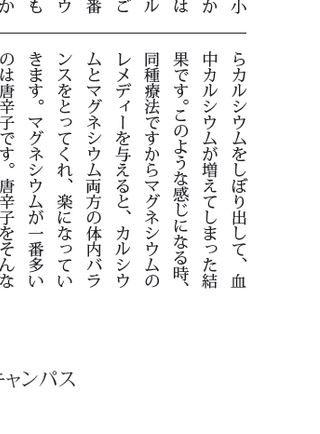 小
か
は
ル
ご
番
ウ
も
か
らカルシウムをしぼり出して、血
中カルシウムが増えてしまった結
果です。このような感じになる時、
同種療法ですからマグネシウムの
レメディーを与えると、カルシウ
ムとマグネシウム両方の体内バラ
ンスをとってくれ、楽になってい
きます。マグネシウムが一番多い
のは唐辛子です。唐辛子をそんな
キャンパス